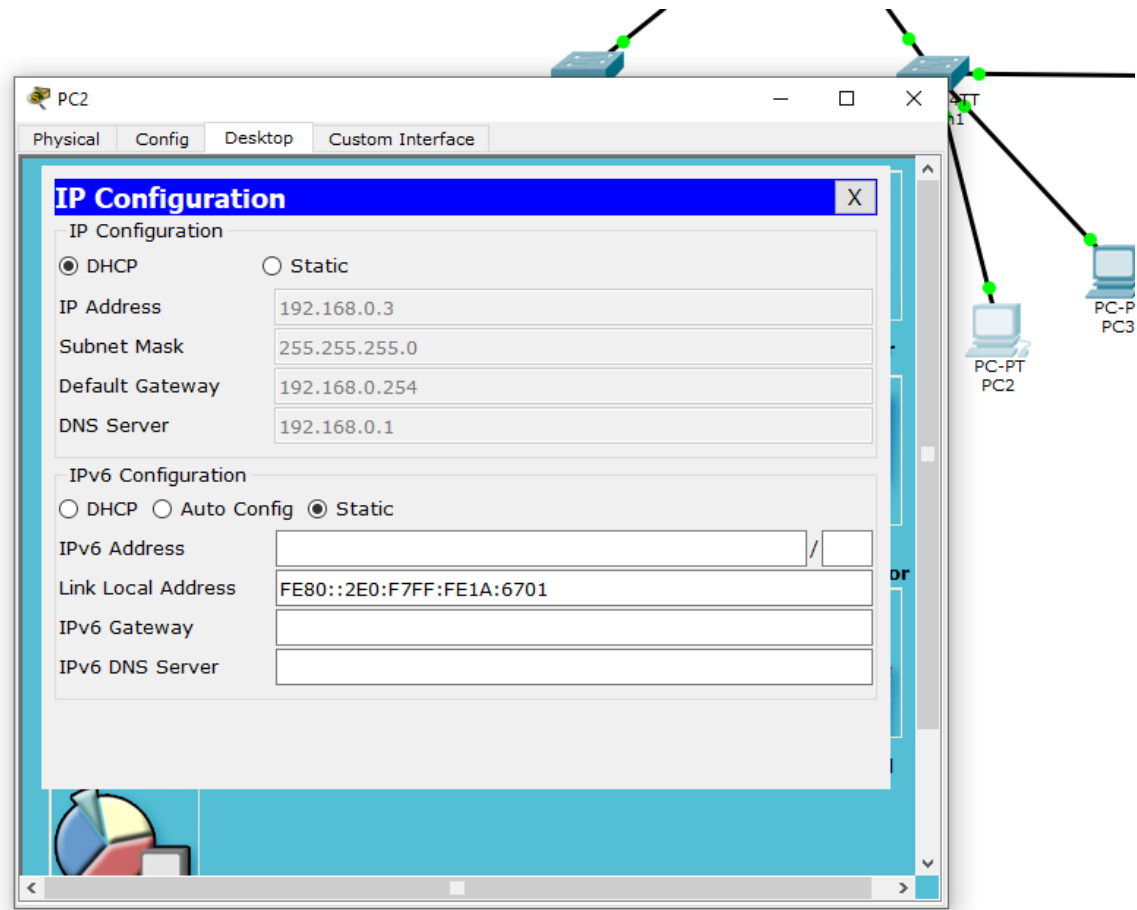 PC2
Physical Config Desktop Custom Interface
IP Configuration X
IP Configuration
DHCP Static
IP Address 192.168.0.3
Subnet Mask 255.255.255.0
Default Gateway 192.168.0.254
DNS Server 192.168.0.1
IPv6 Configuration
DHCP Auto Config Static
IPv6 Address /
Link Local Address FE80::2E0:F7FF:FE1A:6701
IPv6 Gateway
IPv6 DNS Server
PC-P
PC3
PC-PT
PC2